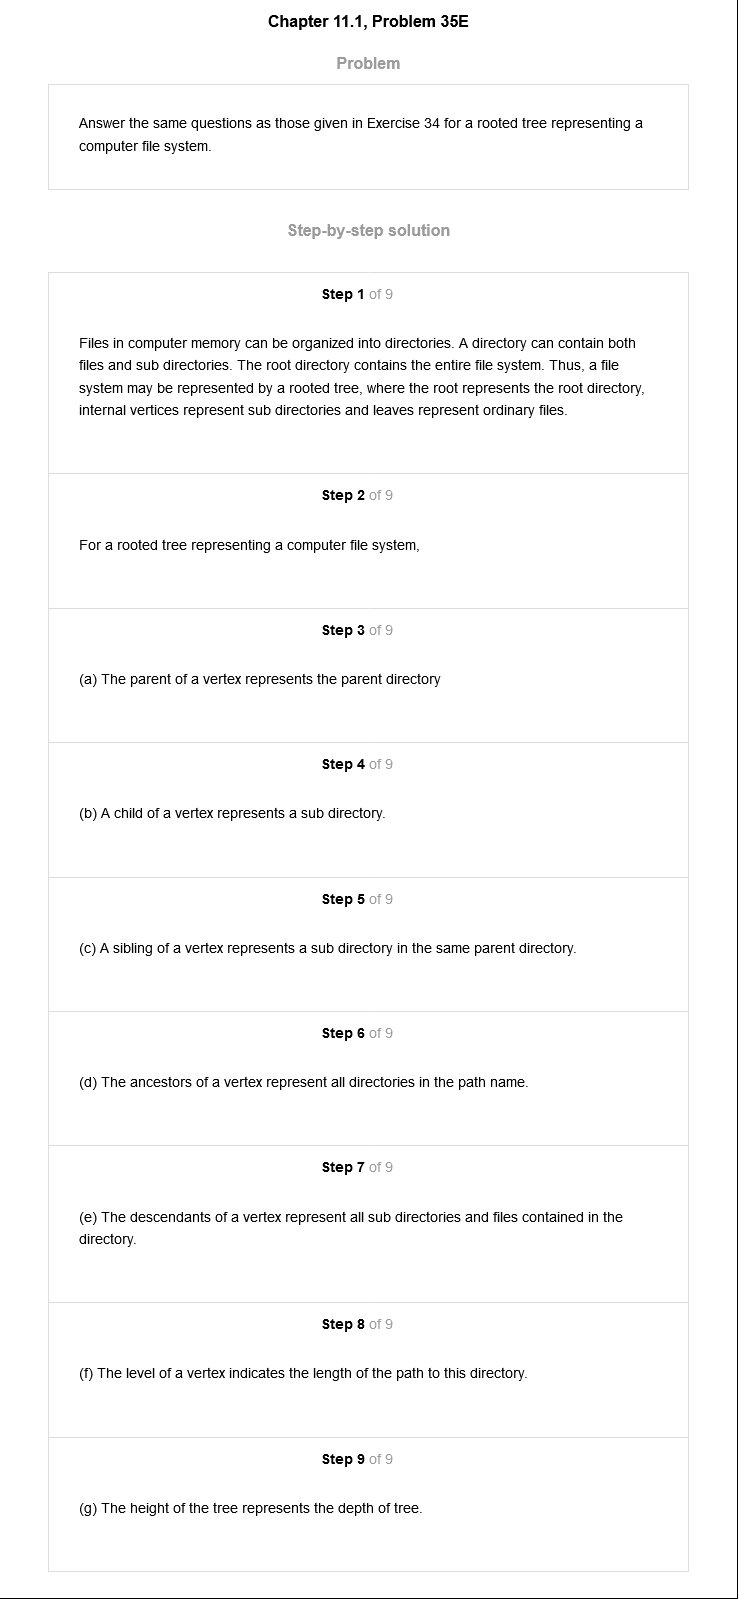 Chapter 11.1, Problem 35E
Problem
Answer the same questions as those given in Exercise 34 for a rooted tree representing a
computer file system.
Step-by-step solution
Step 1 of 9
Files in computer memory can be organized into directories. A directory can contain both
files and sub directories. The root directory contains the entire file system. Thus, a file
system may be represented by a rooted tree, where the root represents the root directory,
internal vertices represent sub directories and leaves represent ordinary files.
Step 2 of 9
For a rooted tree representing a computer file system,
Step 3 of 9
(a) The parent of a vertex represents the parent directory
Step 4 of 9
(b) A child of a vertex represents a sub directory.
Step 5 of 9
(c) A sibling of a vertex represents a sub directory in the same parent directory.
Step 6 of 9
(d) The ancestors of a vertex represent all directories in the path name.
Step 7 of 9
(e) The descendants of a vertex represent all sub directories and files contained in the
directory.
Step 8 of 9
(f) The level of a vertex indicates the length of the path to this directory.
Step 9 of 9
(g) The height of the tree represents the depth of tree.